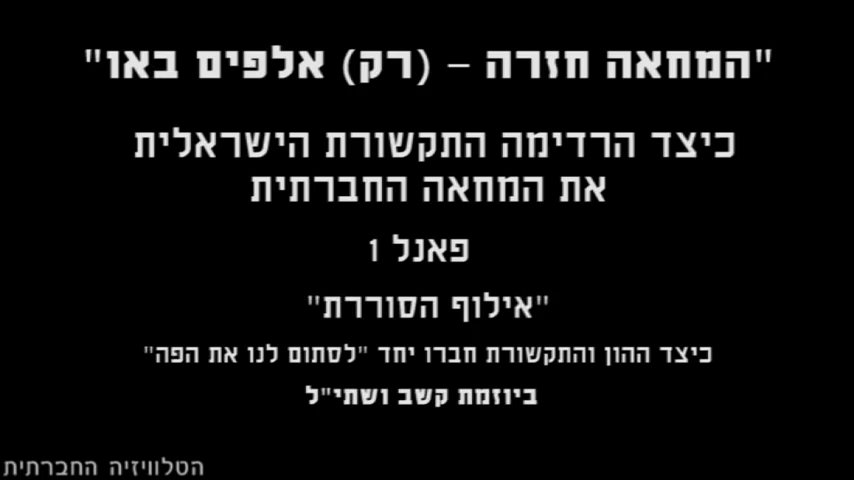 "המחאה חזרה – (רק) אלפים באו"
כיצד הרדימה התקשורת הישראלית
את המחאה החברתית
פאנל 1
"אילוף הסוררת"
כיצד ההון והתקשורת חברו יחד "לסתום לנו את הפה"
ביוזמת קשב ושתי"ל
הטלוויזיה החברתית